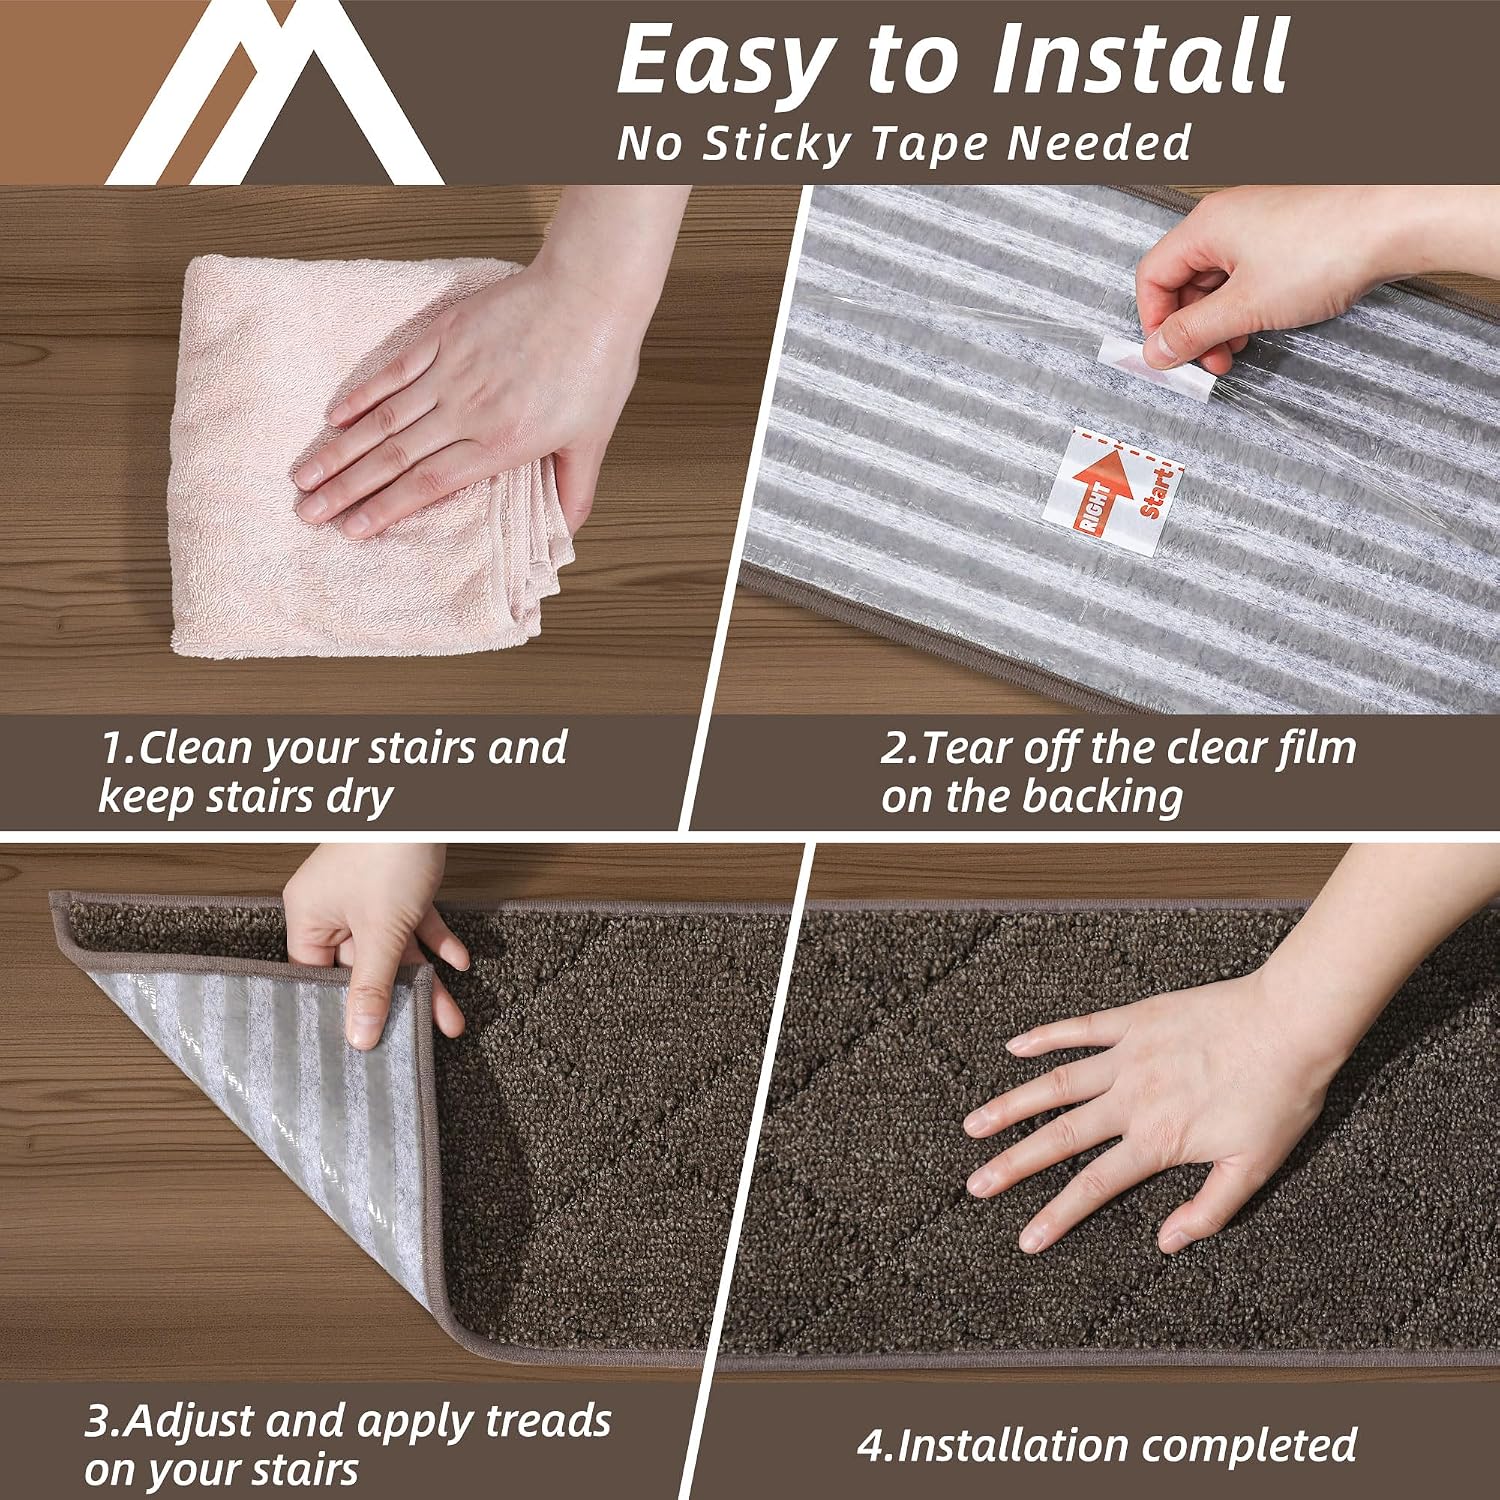 Easy to Install
No Sticky Tape Needed
RIGHT
Start
1.Clean your stairs and
keep stairs dry
2.Tear off the clear film
on the backing
3.Adjust and apply treads
on your stairs
4.Installation completed